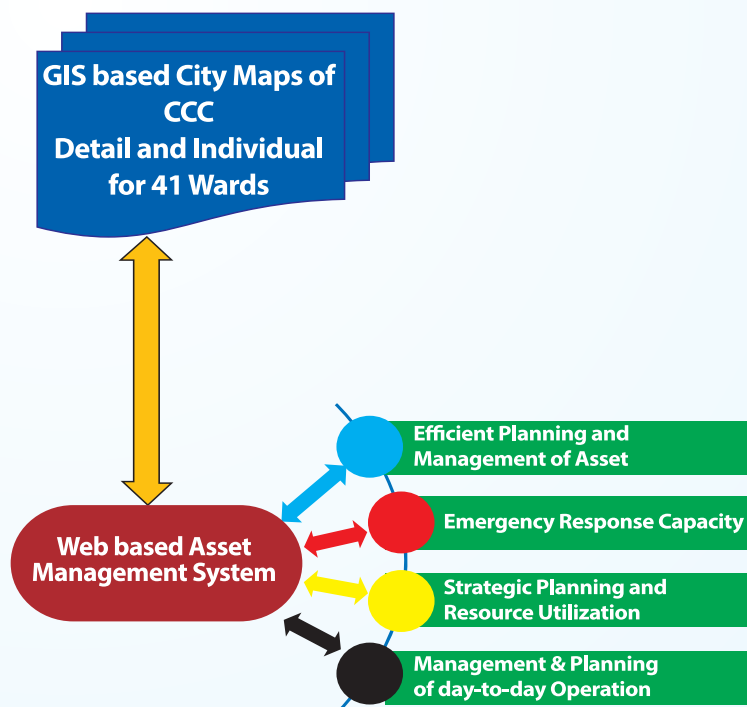 GIS based City Maps of
CCC
Detail and Individual
for 41 Wards
Efficient Planning and
Management of Asset
Emergency Response Capacity
Web based Asset
Management System
Strategic Planning and
Resource Utilization
Management & Planning
of day-to-day Operation